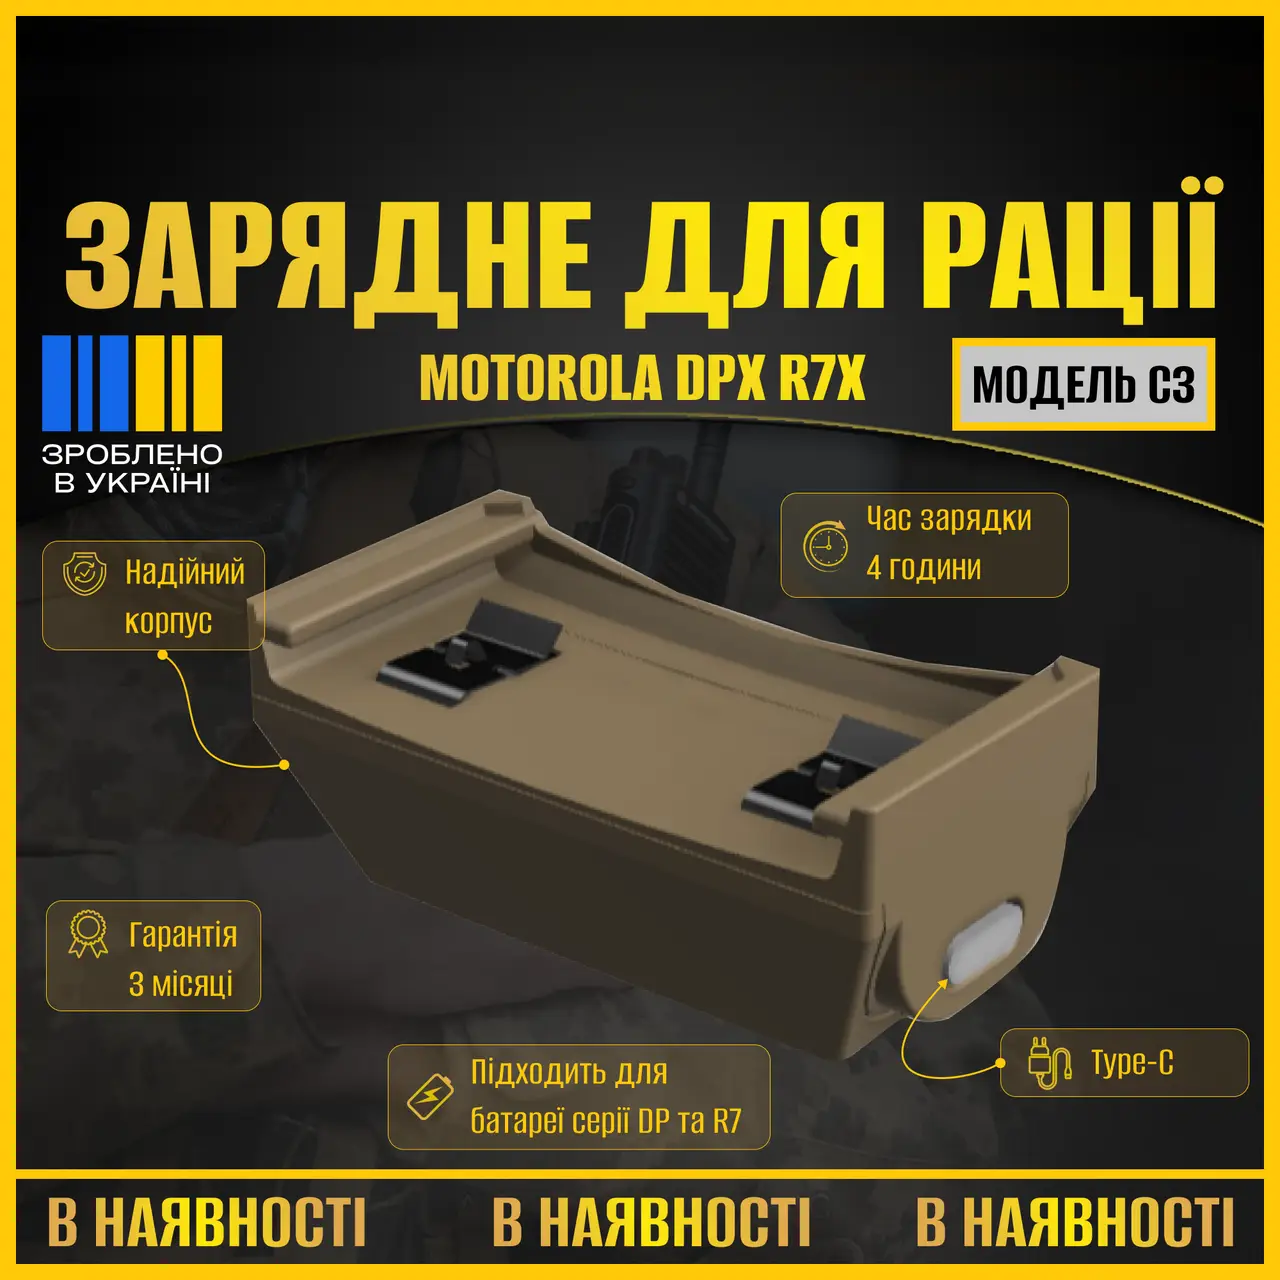 ЗАРЯДНЕ ДЛЯ РАЦІЇ
MOTOROLA DPX R7X
МОДЕЛЬ С3
ЗРОБЛЕНО
В УКРАЇНІ
Надійний
корпус
Час зарядки
4 години
Гарантія
3 місяці
Підходить для
батареї серії DP та R7
Type-C
В НАЯВНОСТІ В НАЯВНОСТІ В НАЯВНОСТІ